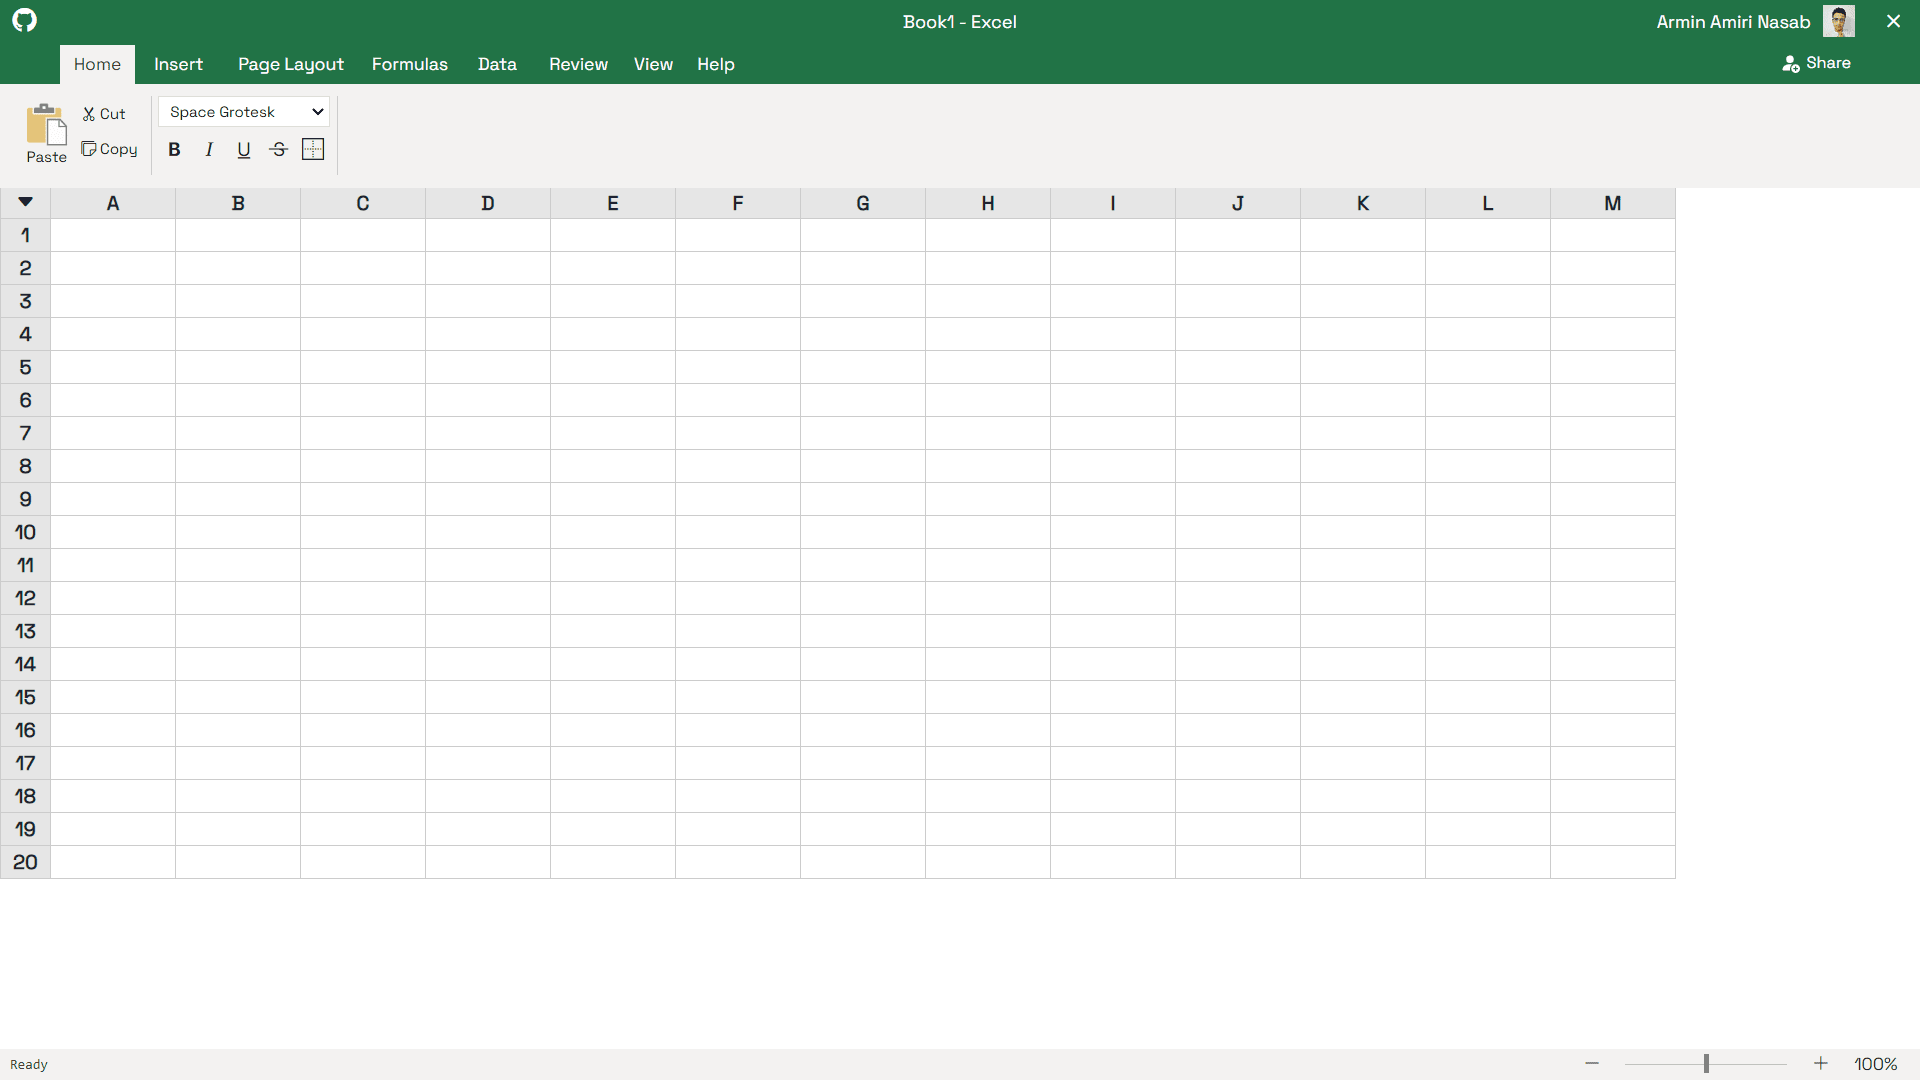 Book1 - Excel
Armin Amiri Nasab
Home Insert Page Layout Formulas Data Review View Help
Share
Paste
Cut
Copy
Space Grotesk
B I U S
A B C D E F G H I J K L M
1
2
3
4
5
6
7
8
9
10
11
12
13
14
15
16
17
18
19
20
Ready
100%